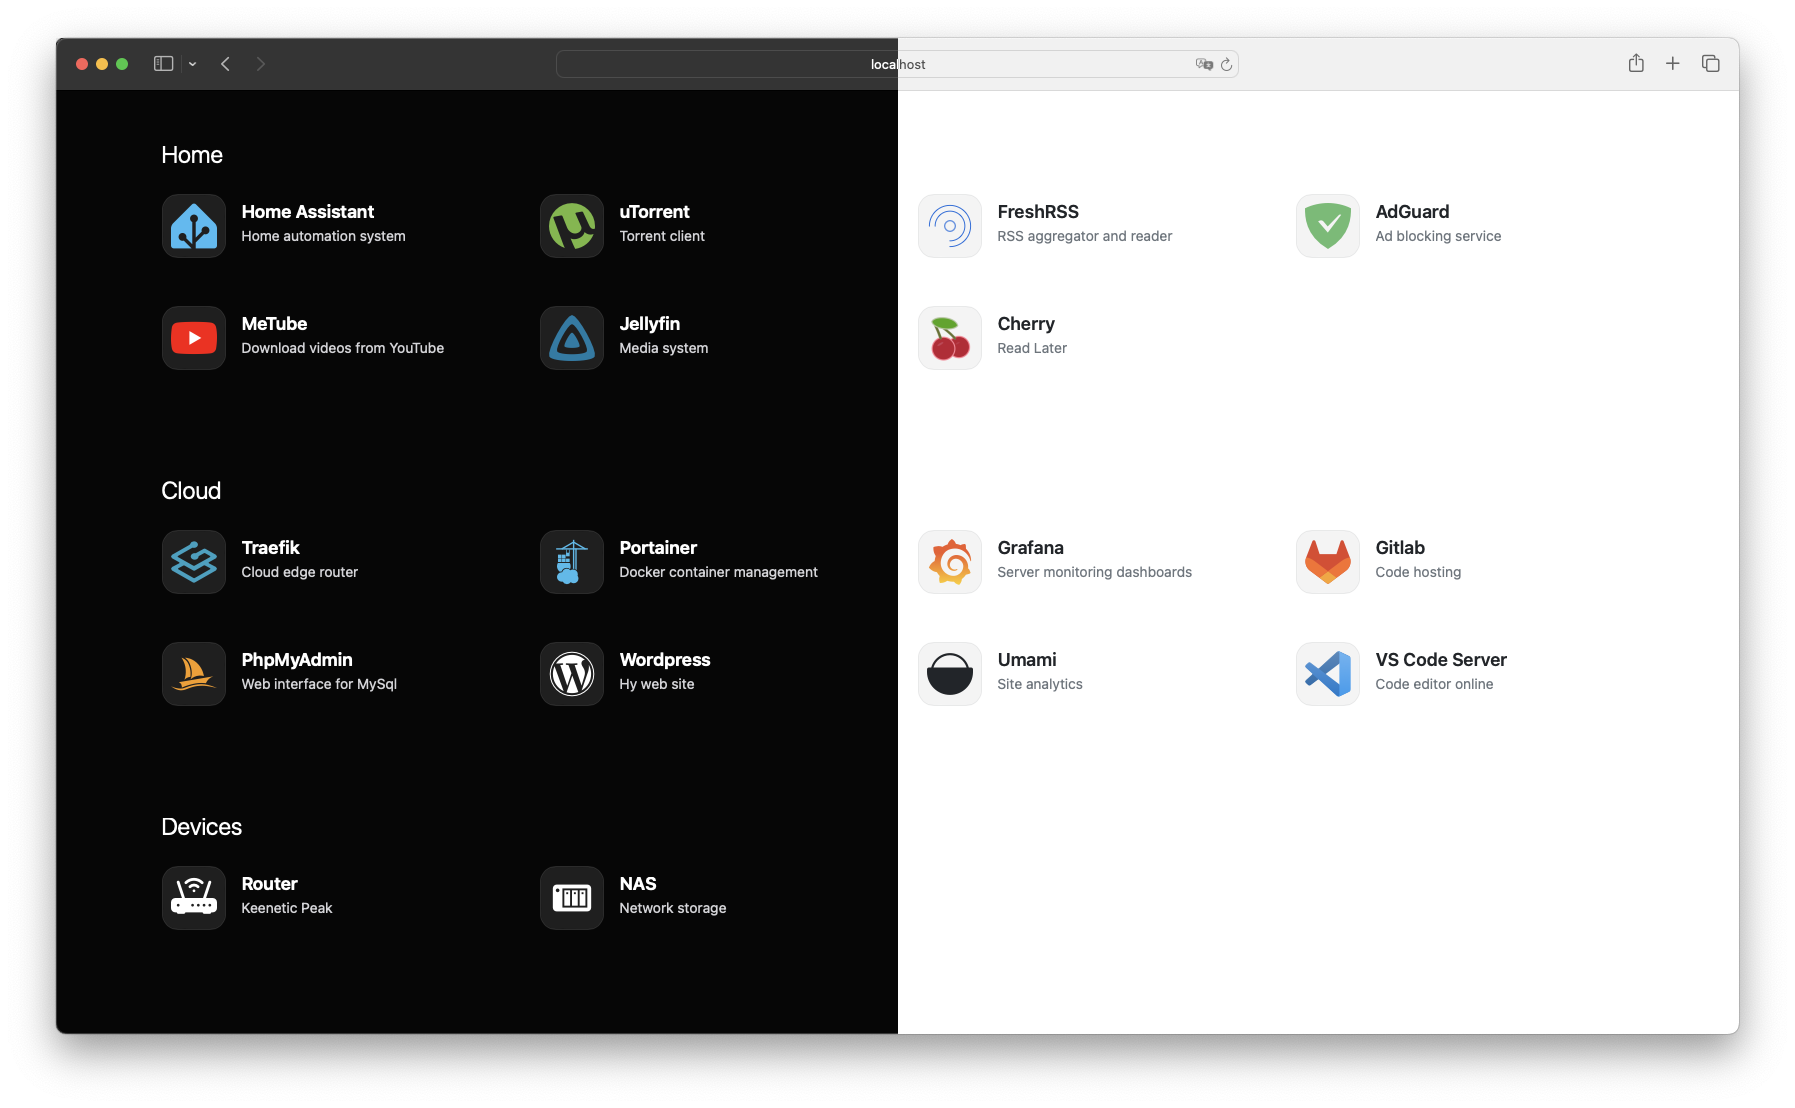 localhost
Home
Home Assistant
Home automation system
uTorrent
Torrent client
FreshRSS
RSS aggregator and reader
AdGuard
Ad blocking service
MeTube
Download videos from YouTube
Jellyfin
Media system
Cherry
Read Later
Cloud
Traefik
Cloud edge router
Portainer
Docker container management
Grafana
Server monitoring dashboards
Gitlab
Code hosting
PhpMyAdmin
Web interface for MySql
Wordpress
Hy web site
Umami
Site analytics
VS Code Server
Code editor online
Devices
Router
Keenetic Peak
NAS
Network storage